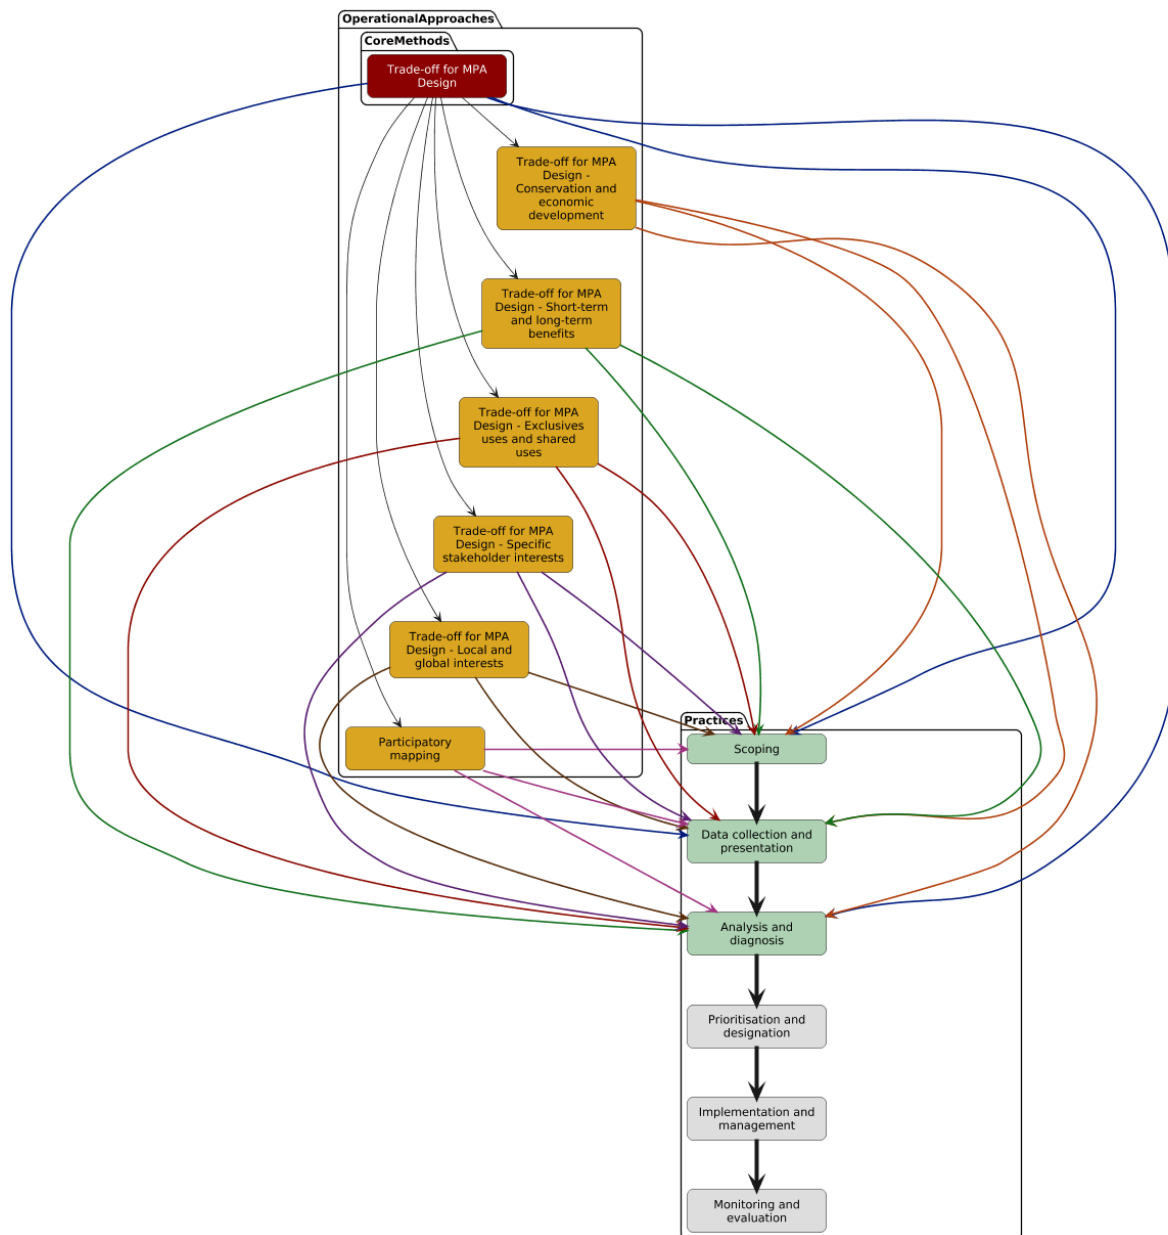 OperationalApproaches
CoreMethods
Trade-off for MPA
Design
Trade-off for MPA
Design -
Conservation and
economic
development
Trade-off for MPA
Design - Short-term
and long-term
benefits
Trade-off for MPA
Design - Exclusives
uses and shared
uses
Trade-off for MPA
Design - Specific
stakeholder interests
Trade-off for MPA
Design - Local and
global interests
Participatory
mapping
Practices
Scoping
Data collection and
presentation
Analysis and
diagnosis
Prioritisation and
designation
Implementation and
management
Monitoring and
evaluation